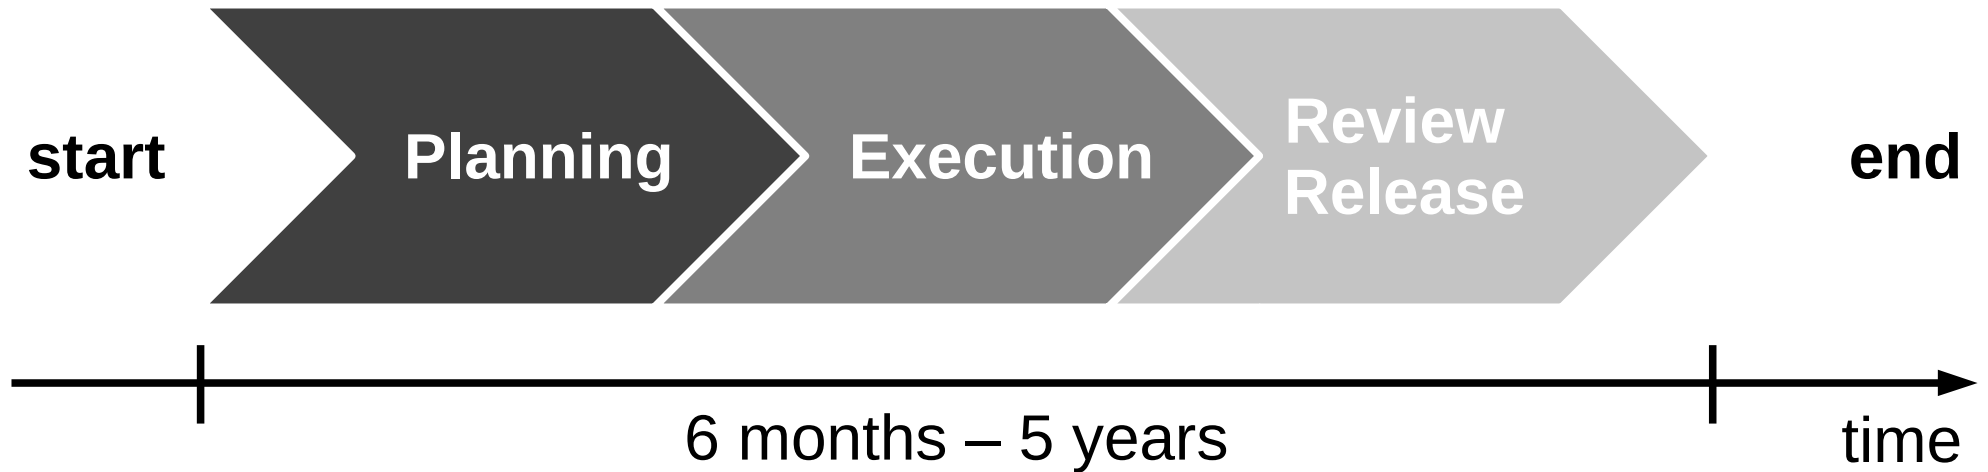 start
Planning
Execution
Review
Release
end
6 months – 5 years
time